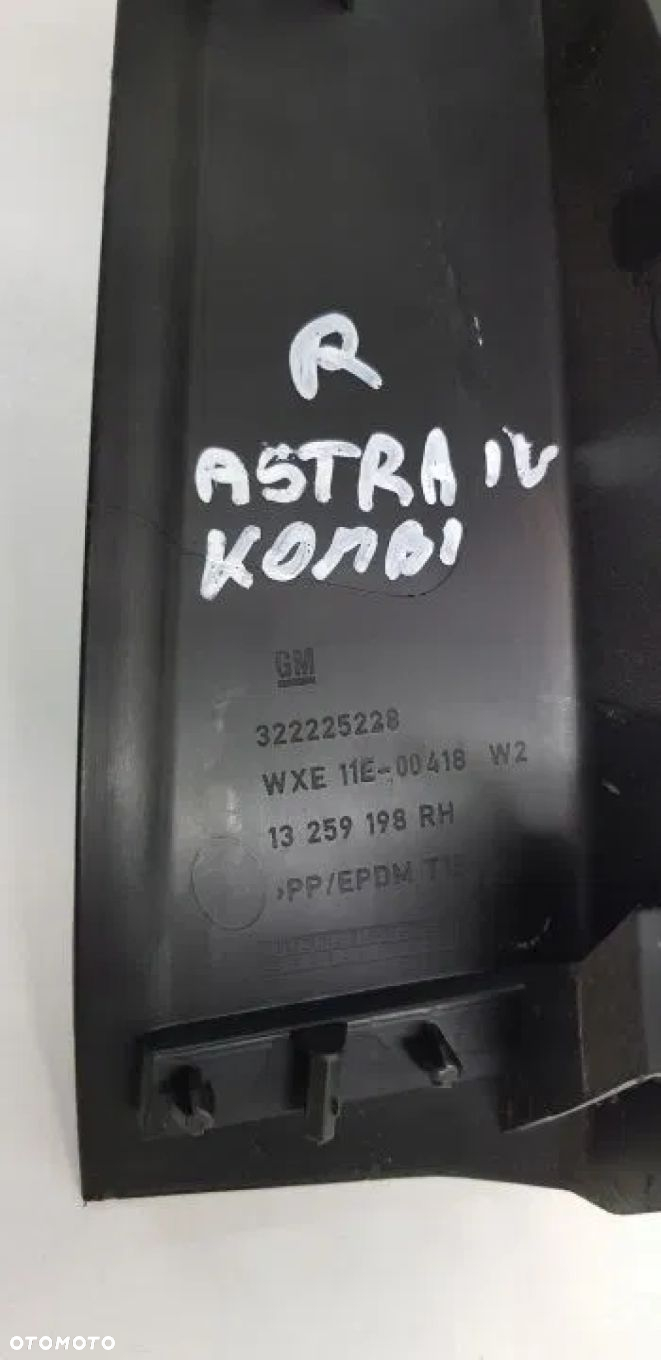 R
ASTRA IV
KOMBI
GM
322225228
WXE 11E-00418 W2
13 259 198 RH
>PP/EPDM
OTOMOTO